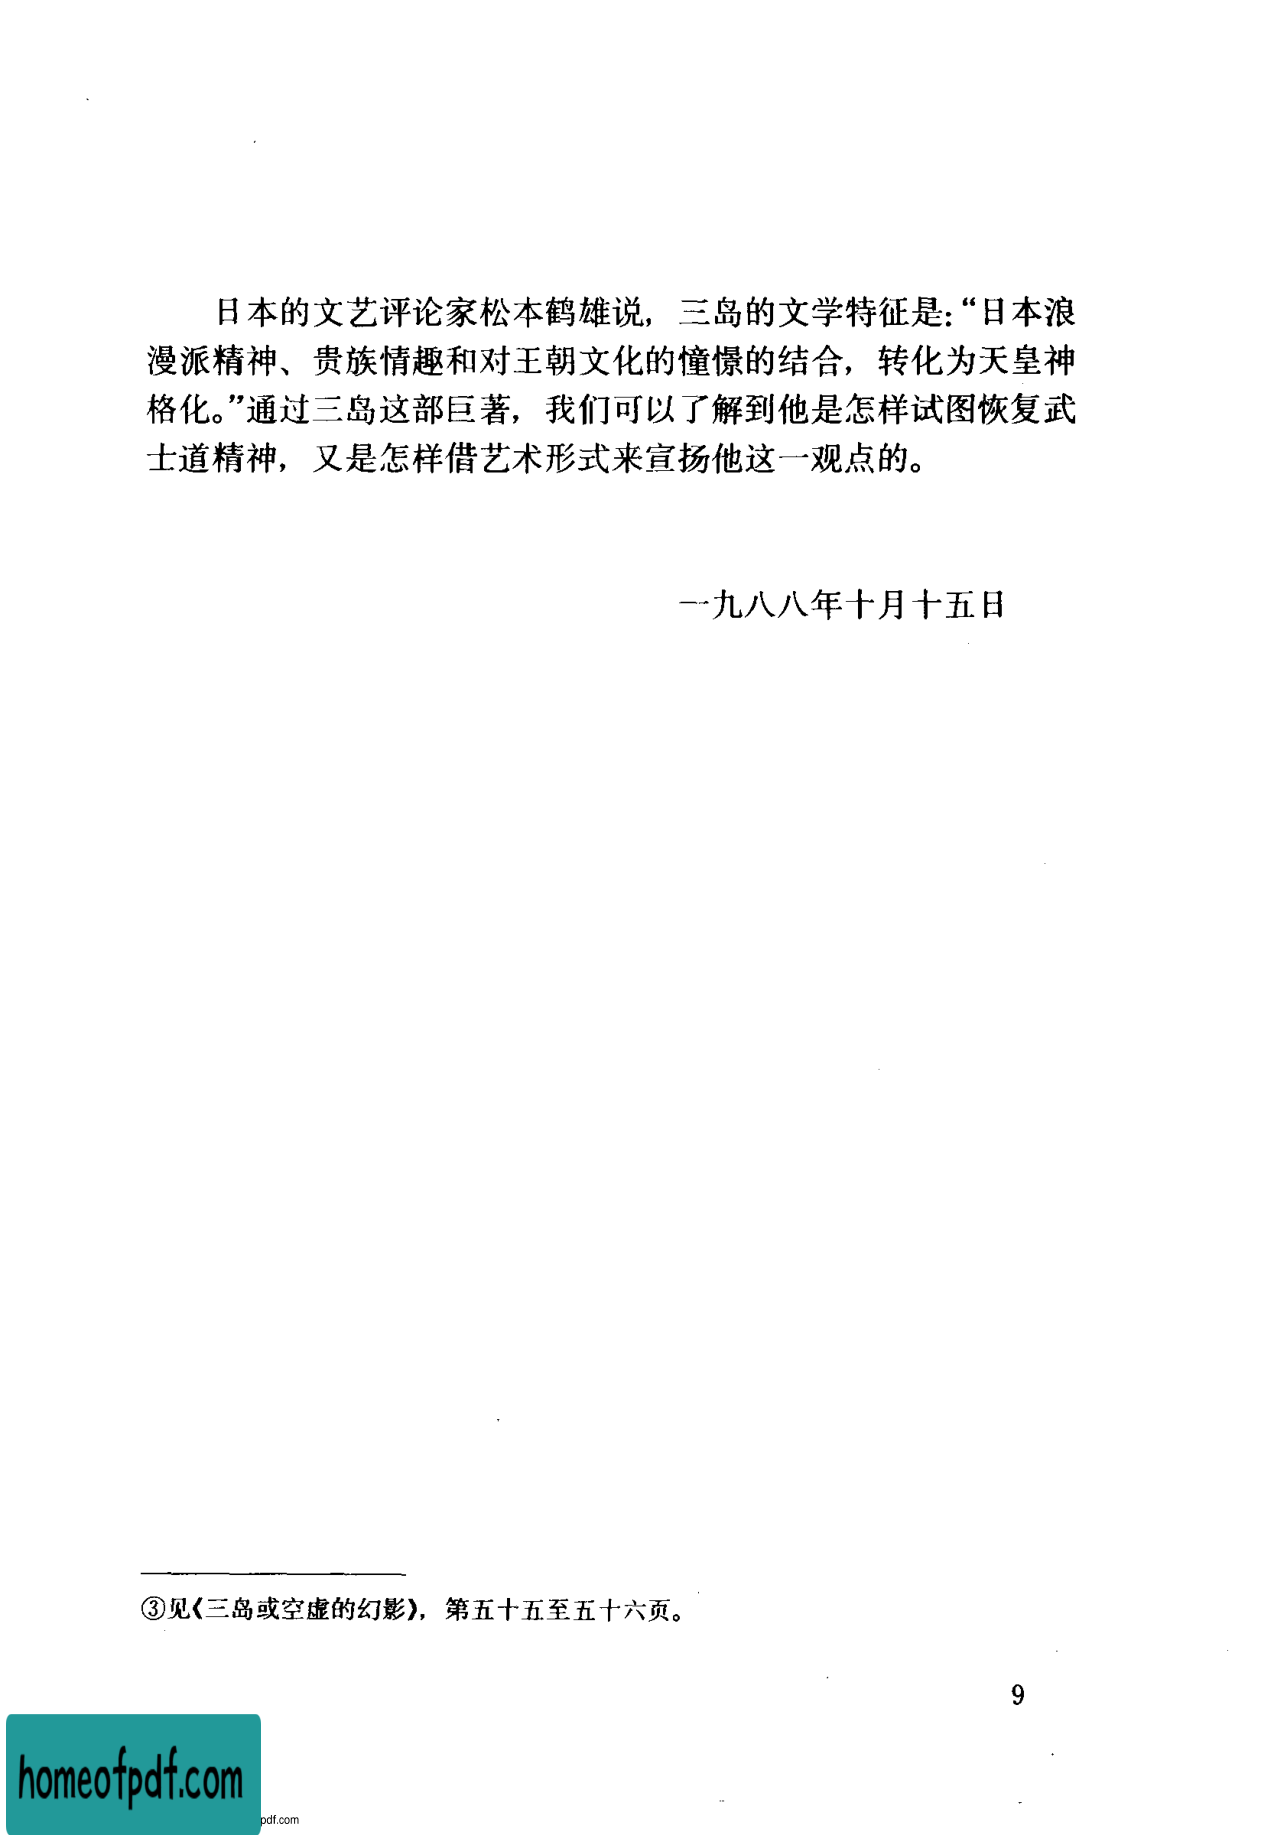 日本的文艺评论家松本鹤雄说，三岛的文学特征是：“日本浪
漫派精神、贵族情趣和对王朝文化的憧憬的结合，转化为天皇神
格化。”通过三岛这部巨著，我们可以了解到他是怎样试图恢复武
士道精神，又是怎样借艺术形式来宣扬他这一观点的。
一九八八年十月十五日
③见《三岛或空虚的幻影》，第五十五至五十六页。
9
homeofpdf.com
pdf.com